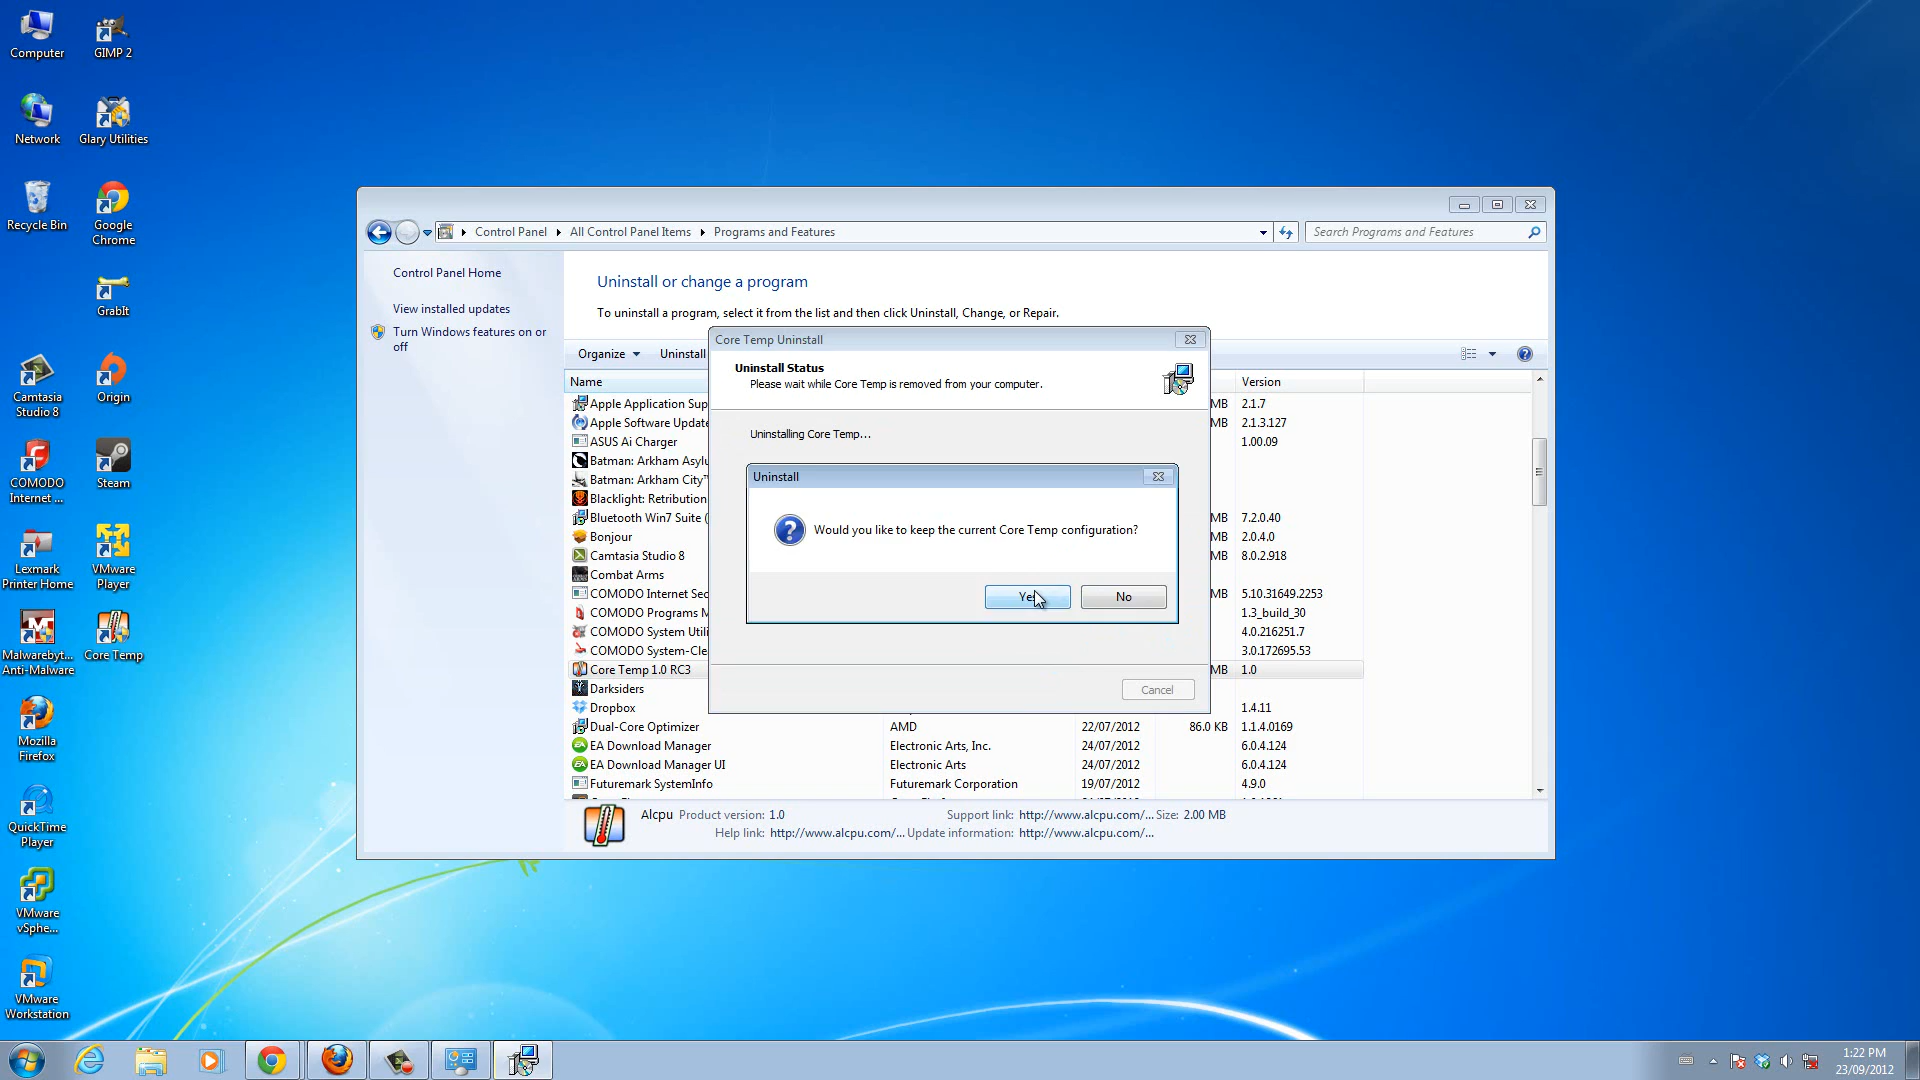 Computer
GIMP 2
Network
Glary Utilities
Recycle Bin
Google
Chrome
GrabIt
Camtasia
Studio 8
Origin
COMODO
Internet ...
Steam
Lexmark
Printer Home
VMware
Player
Malwarebyt...
Anti-Malware
Core Temp
Mozilla
Firefox
QuickTime
Player
VMware
vSphe...
VMware
Workstation
Control Panel
All Control Panel Items
Programs and Features
Search Programs and Features
Control Panel Home
View installed updates
Turn Windows features on or
off
Uninstall or change a program
To uninstall a program, select it from the list and then click Uninstall, Change, or Repair.
Organize
Uninstall
Name
Version
Apple Application Sup MB 2.1.7
Apple Software Update MB 2.1.3.127
ASUS Ai Charger 1.00.09
Batman: Arkham Asylu
Batman: Arkham City™
Blacklight: Retribution
Bluetooth Win7 Suite ( MB 7.2.0.40
Bonjour MB 2.0.4.0
Camtasia Studio 8 MB 8.0.2.918
Combat Arms
COMODO Internet Sec MB 5.10.31649.2253
COMODO Programs M 1.3_build_30
COMODO System Utili 4.0.216251.7
COMODO System-Cle 3.0.172695.53
Core Temp 1.0 RC3 MB 1.0
Darksiders
Dropbox 1.4.11
Dual-Core Optimizer AMD 22/07/2012 86.0 KB 1.1.4.0169
EA Download Manager Electronic Arts, Inc. 24/07/2012 6.0.4.124
EA Download Manager UI Electronic Arts 24/07/2012 6.0.4.124
Futuremark SystemInfo Futuremark Corporation 19/07/2012 4.9.0
Alcpu Product version: 1.0 Support link: http://www.alcpu.com/... Size: 2.00 MB
Help link: http://www.alcpu.com/... Update information: http://www.alcpu.com/...
Core Temp Uninstall
Uninstall Status
Please wait while Core Temp is removed from your computer.
Uninstalling Core Temp...
Uninstall
Would you like to keep the current Core Temp configuration?
Yes
No
Cancel
1:22 PM
23/09/2012